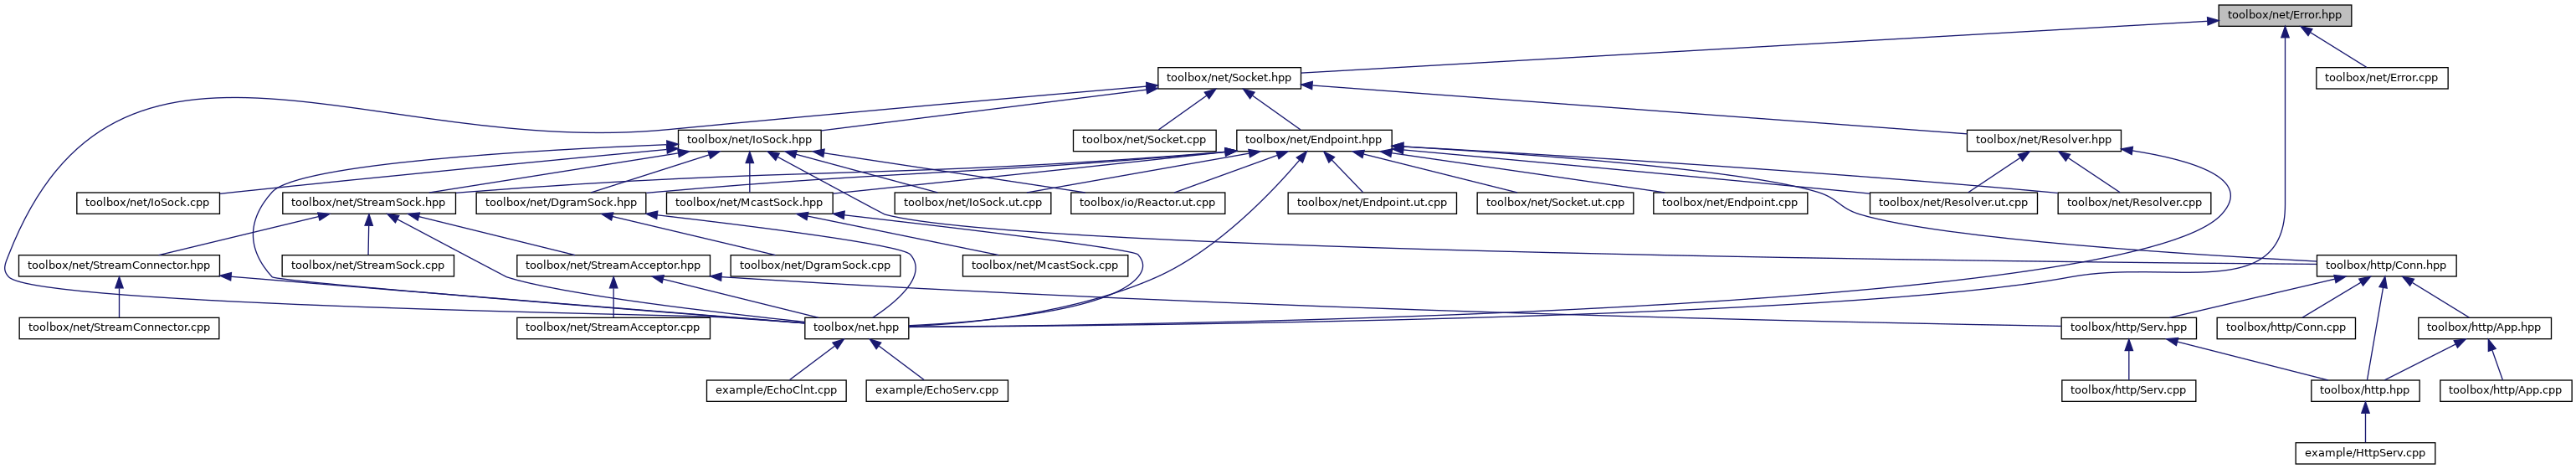 toolbox/net/Error.hpp
toolbox/net/Socket.hpp
toolbox/net/Error.cpp
toolbox/net/IoSock.hpp
toolbox/net/Socket.cpp
toolbox/net/Endpoint.hpp
toolbox/net/Resolver.hpp
toolbox/net/IoSock.cpp
toolbox/net/StreamSock.hpp
toolbox/net/DgramSock.hpp
toolbox/net/McastSock.hpp
toolbox/net/IoSock.ut.cpp
toolbox/io/Reactor.ut.cpp
toolbox/net/Endpoint.ut.cpp
toolbox/net/Socket.ut.cpp
toolbox/net/Endpoint.cpp
toolbox/net/Resolver.ut.cpp
toolbox/net/Resolver.cpp
toolbox/net/StreamConnector.hpp
toolbox/net/StreamSock.cpp
toolbox/net/StreamAcceptor.hpp
toolbox/net/DgramSock.cpp
toolbox/net/McastSock.cpp
toolbox/http/Conn.hpp
toolbox/net/StreamConnector.cpp
toolbox/net/StreamAcceptor.cpp
toolbox/net.hpp
toolbox/http/Serv.hpp
toolbox/http/Conn.cpp
toolbox/http/App.hpp
example/EchoClnt.cpp
example/EchoServ.cpp
toolbox/http/Serv.cpp
toolbox/http.hpp
toolbox/http/App.cpp
example/HttpServ.cpp